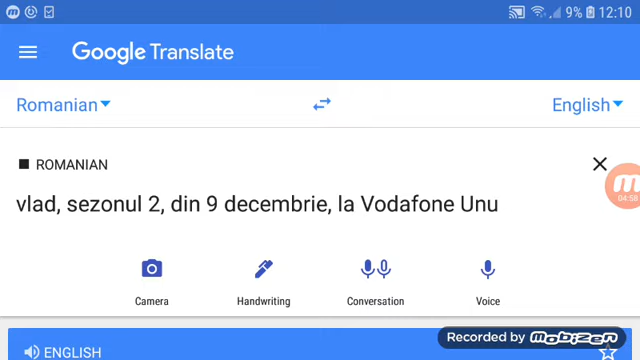 9% 12:10
Google Translate
Romanian English
ROMANIAN
vlad, sezonul 2, din 9 decembrie, la Vodafone Unu
04:58
Camera Handwriting Conversation Voice
ENGLISH
Recorded by mobizen